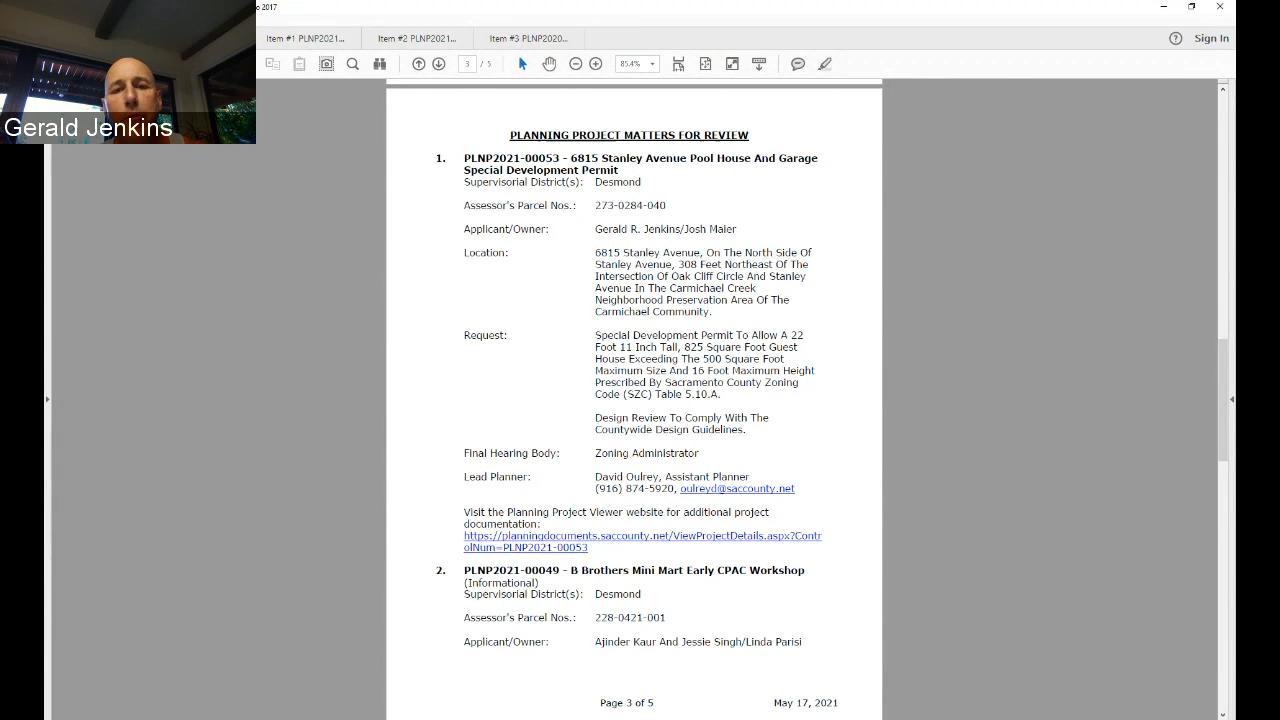 o 2017
Item #1 PLNP2021...
Item #2 PLNP2021...
Item #3 PLNP2020...
Sign In
3 / 5
85.4%
Gerald Jenkins
PLANNING PROJECT MATTERS FOR REVIEW
1. PLNP2021-00053 - 6815 Stanley Avenue Pool House And Garage
Special Development Permit
Supervisorial District(s): Desmond
Assessor's Parcel Nos.: 273-0284-040
Applicant/Owner: Gerald R. Jenkins/Josh Maier
Location: 6815 Stanley Avenue, On The North Side Of
Stanley Avenue, 308 Feet Northeast Of The
Intersection Of Oak Cliff Circle And Stanley
Avenue In The Carmichael Creek
Neighborhood Preservation Area Of The
Carmichael Community.
Request: Special Development Permit To Allow A 22
Foot 11 Inch Tall, 825 Square Foot Guest
House Exceeding The 500 Square Foot
Maximum Size And 16 Foot Maximum Height
Prescribed By Sacramento County Zoning
Code (SZC) Table 5.10.A.
Design Review To Comply With The
Countywide Design Guidelines.
Final Hearing Body: Zoning Administrator
Lead Planner: David Oulrey, Assistant Planner
(916) 874-5920, oulreyd@saccounty.net
Visit the Planning Project Viewer website for additional project
documentation:
https://planningdocuments.saccounty.net/ViewProjectDetails.aspx?Contr
olNum=PLNP2021-00053
2. PLNP2021-00049 - B Brothers Mini Mart Early CPAC Workshop
(Informational)
Supervisorial District(s): Desmond
Assessor's Parcel Nos.: 228-0421-001
Applicant/Owner: Ajinder Kaur And Jessie Singh/Linda Parisi
Page 3 of 5 May 17, 2021